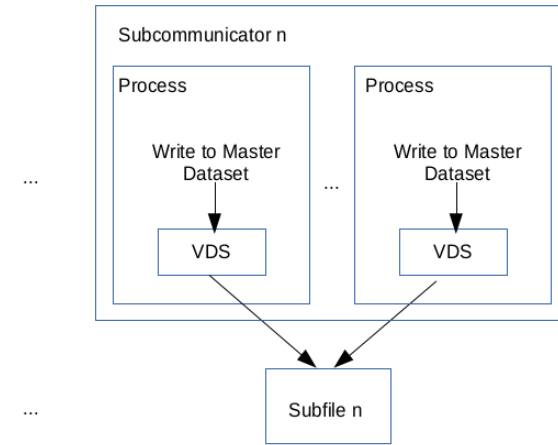 Subcommunicator n
Process
Process
Write to Master
Dataset
Write to Master
Dataset
...
...
VDS
VDS
...
Subfile n